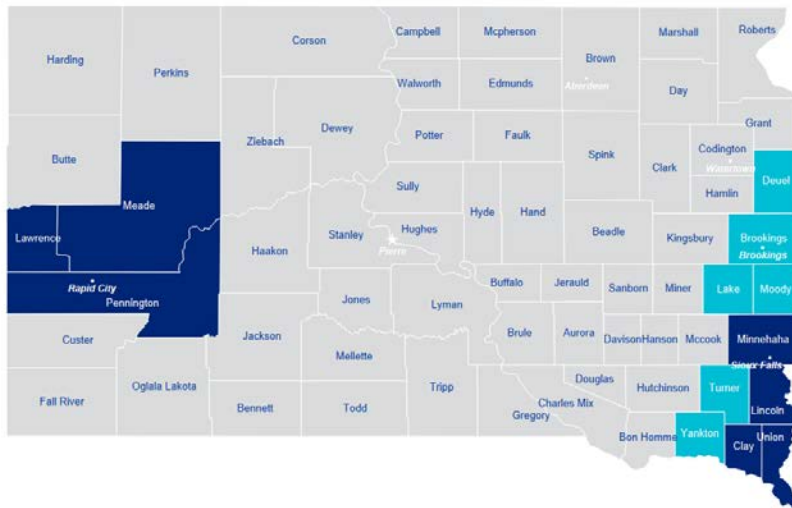 Harding
Perkins
Corson
Campbell
Mcpherson
Brown
Marshall
Roberts
Walworth
Edmunds
Aberdeen
Day
Butte
Ziebach
Dewey
Potter
Faulk
Spink
Clark
Codington
Watertown
Grant
Hamlin
Deuel
Meade
Sully
Hyde
Hand
Lawrence
Haakon
Stanley
Hughes
Pierre
Beadle
Kingsbury
Brookings
Brookings
Rapid City
Pennington
Jones
Lyman
Buffalo
Jerauld
Sanborn
Miner
Lake
Moody
Custer
Jackson
Mellette
Brule
Aurora
Davison
Hanson
Mccook
Minnehaha
Sioux Falls
Fall River
Oglala Lakota
Bennett
Todd
Tripp
Gregory
Charles Mix
Douglas
Hutchinson
Turner
Lincoln
Bon Homme
Yankton
Clay
Union